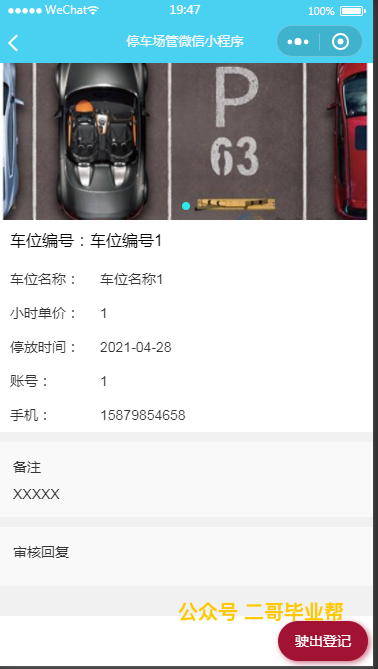 WeChat 19:47 100%
停车场管微信小程序
P
63
车位编号：车位编号1
车位名称： 车位名称1
小时单价： 1
停放时间： 2021-04-28
账号： 1
手机： 15879854658
备注
XXXXX
审核回复
公众号 二哥毕业帮
驶出登记